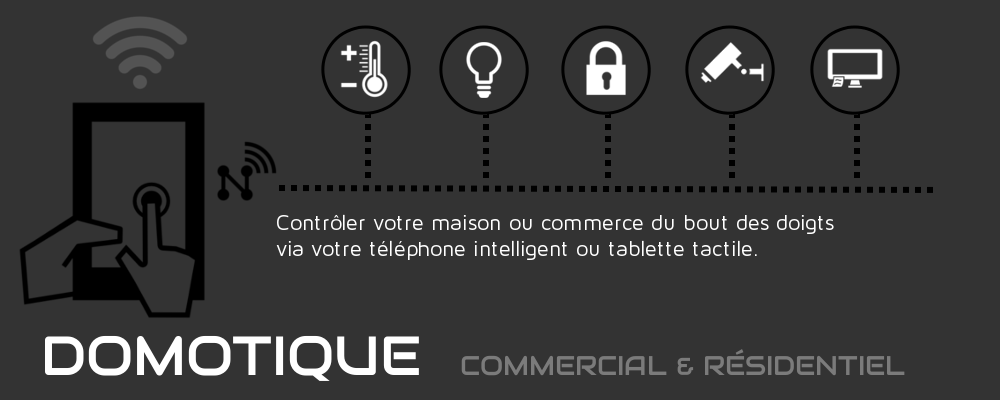 Contrôler votre maison ou commerce du bout des doigts
via votre téléphone intelligent ou tablette tactile.
DOMOTIQUE
COMMERCIAL & RÉSIDENTIEL